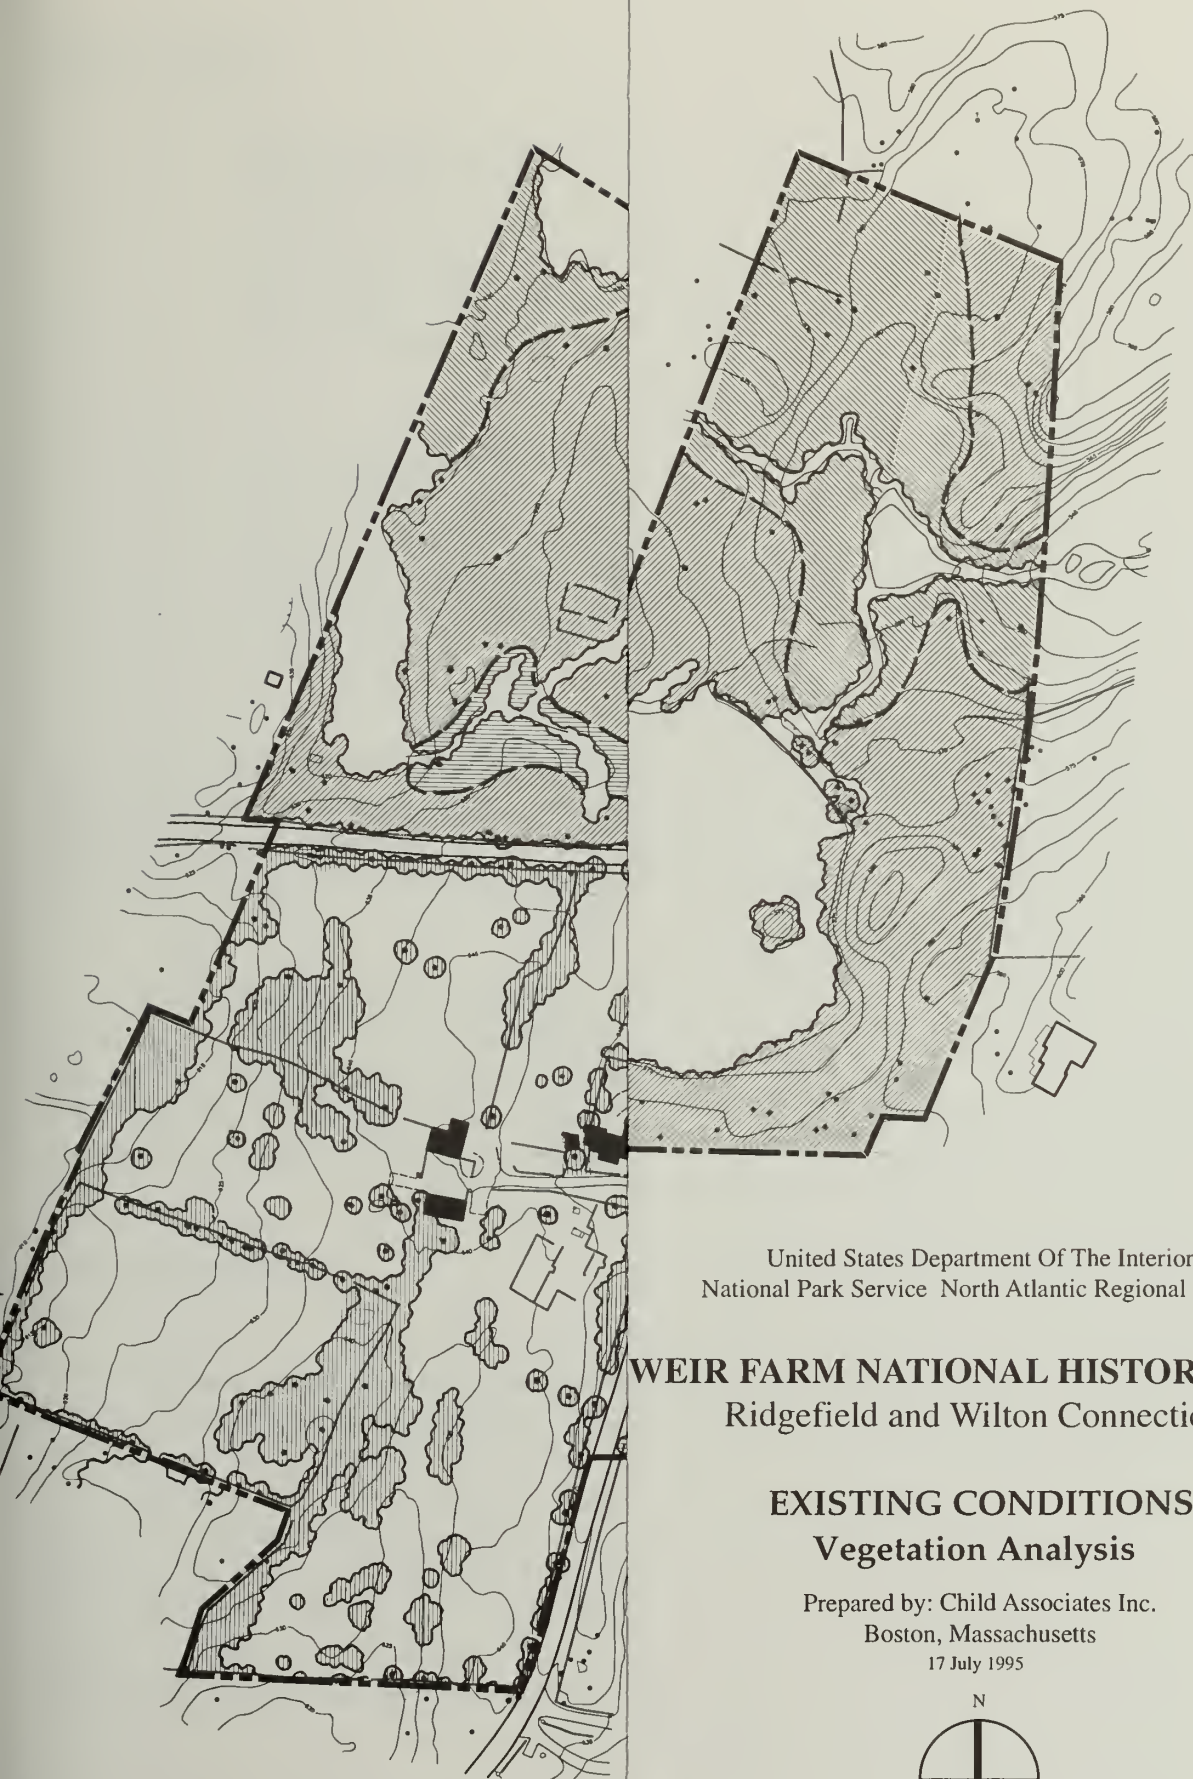 United States Department Of The Interior
National Park Service North Atlantic Regional
WEIR FARM NATIONAL HISTOR
Ridgefield and Wilton Connectic
EXISTING CONDITIONS
Vegetation Analysis
Prepared by: Child Associates Inc.
Boston, Massachusetts
17 July 1995
N